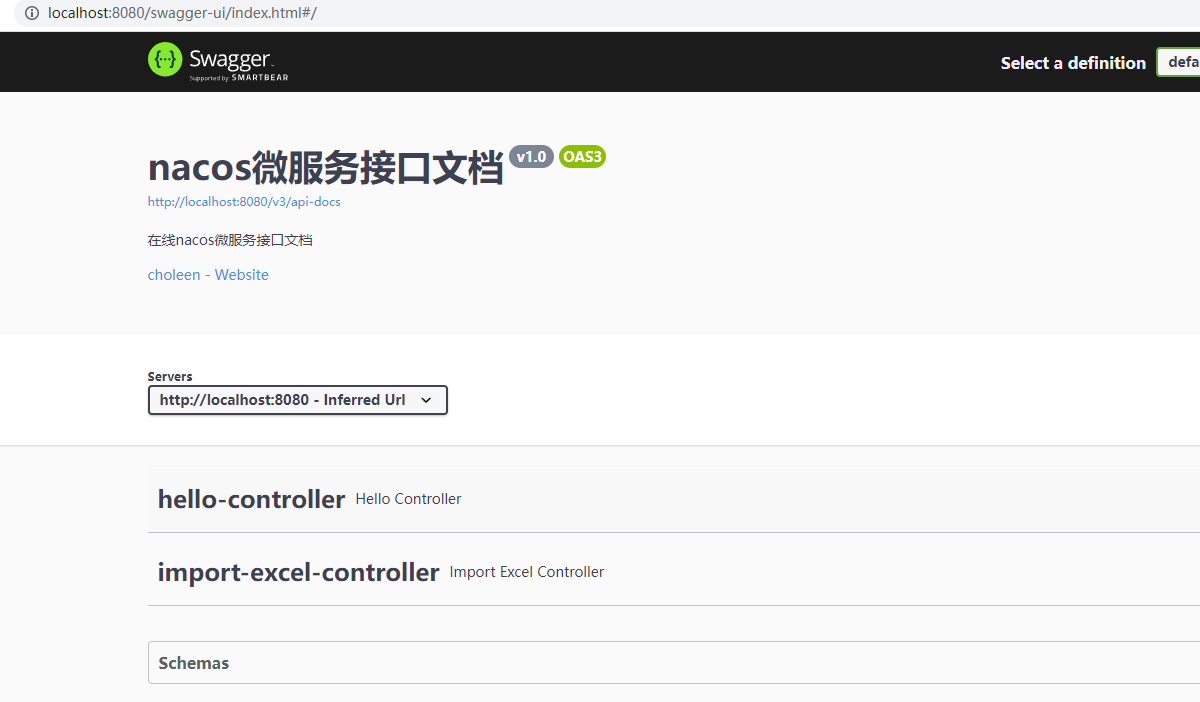 localhost:8080/swagger-ui/index.html#/
Swagger
Supported by SMARTBEAR
Select a definition
defa
nacos微服务接口文档 v1.0 OAS3
http://localhost:8080/v3/api-docs
在线nacos微服务接口文档
choleen - Website
Servers
http://localhost:8080 - Inferred Url
hello-controller Hello Controller
import-excel-controller Import Excel Controller
Schemas